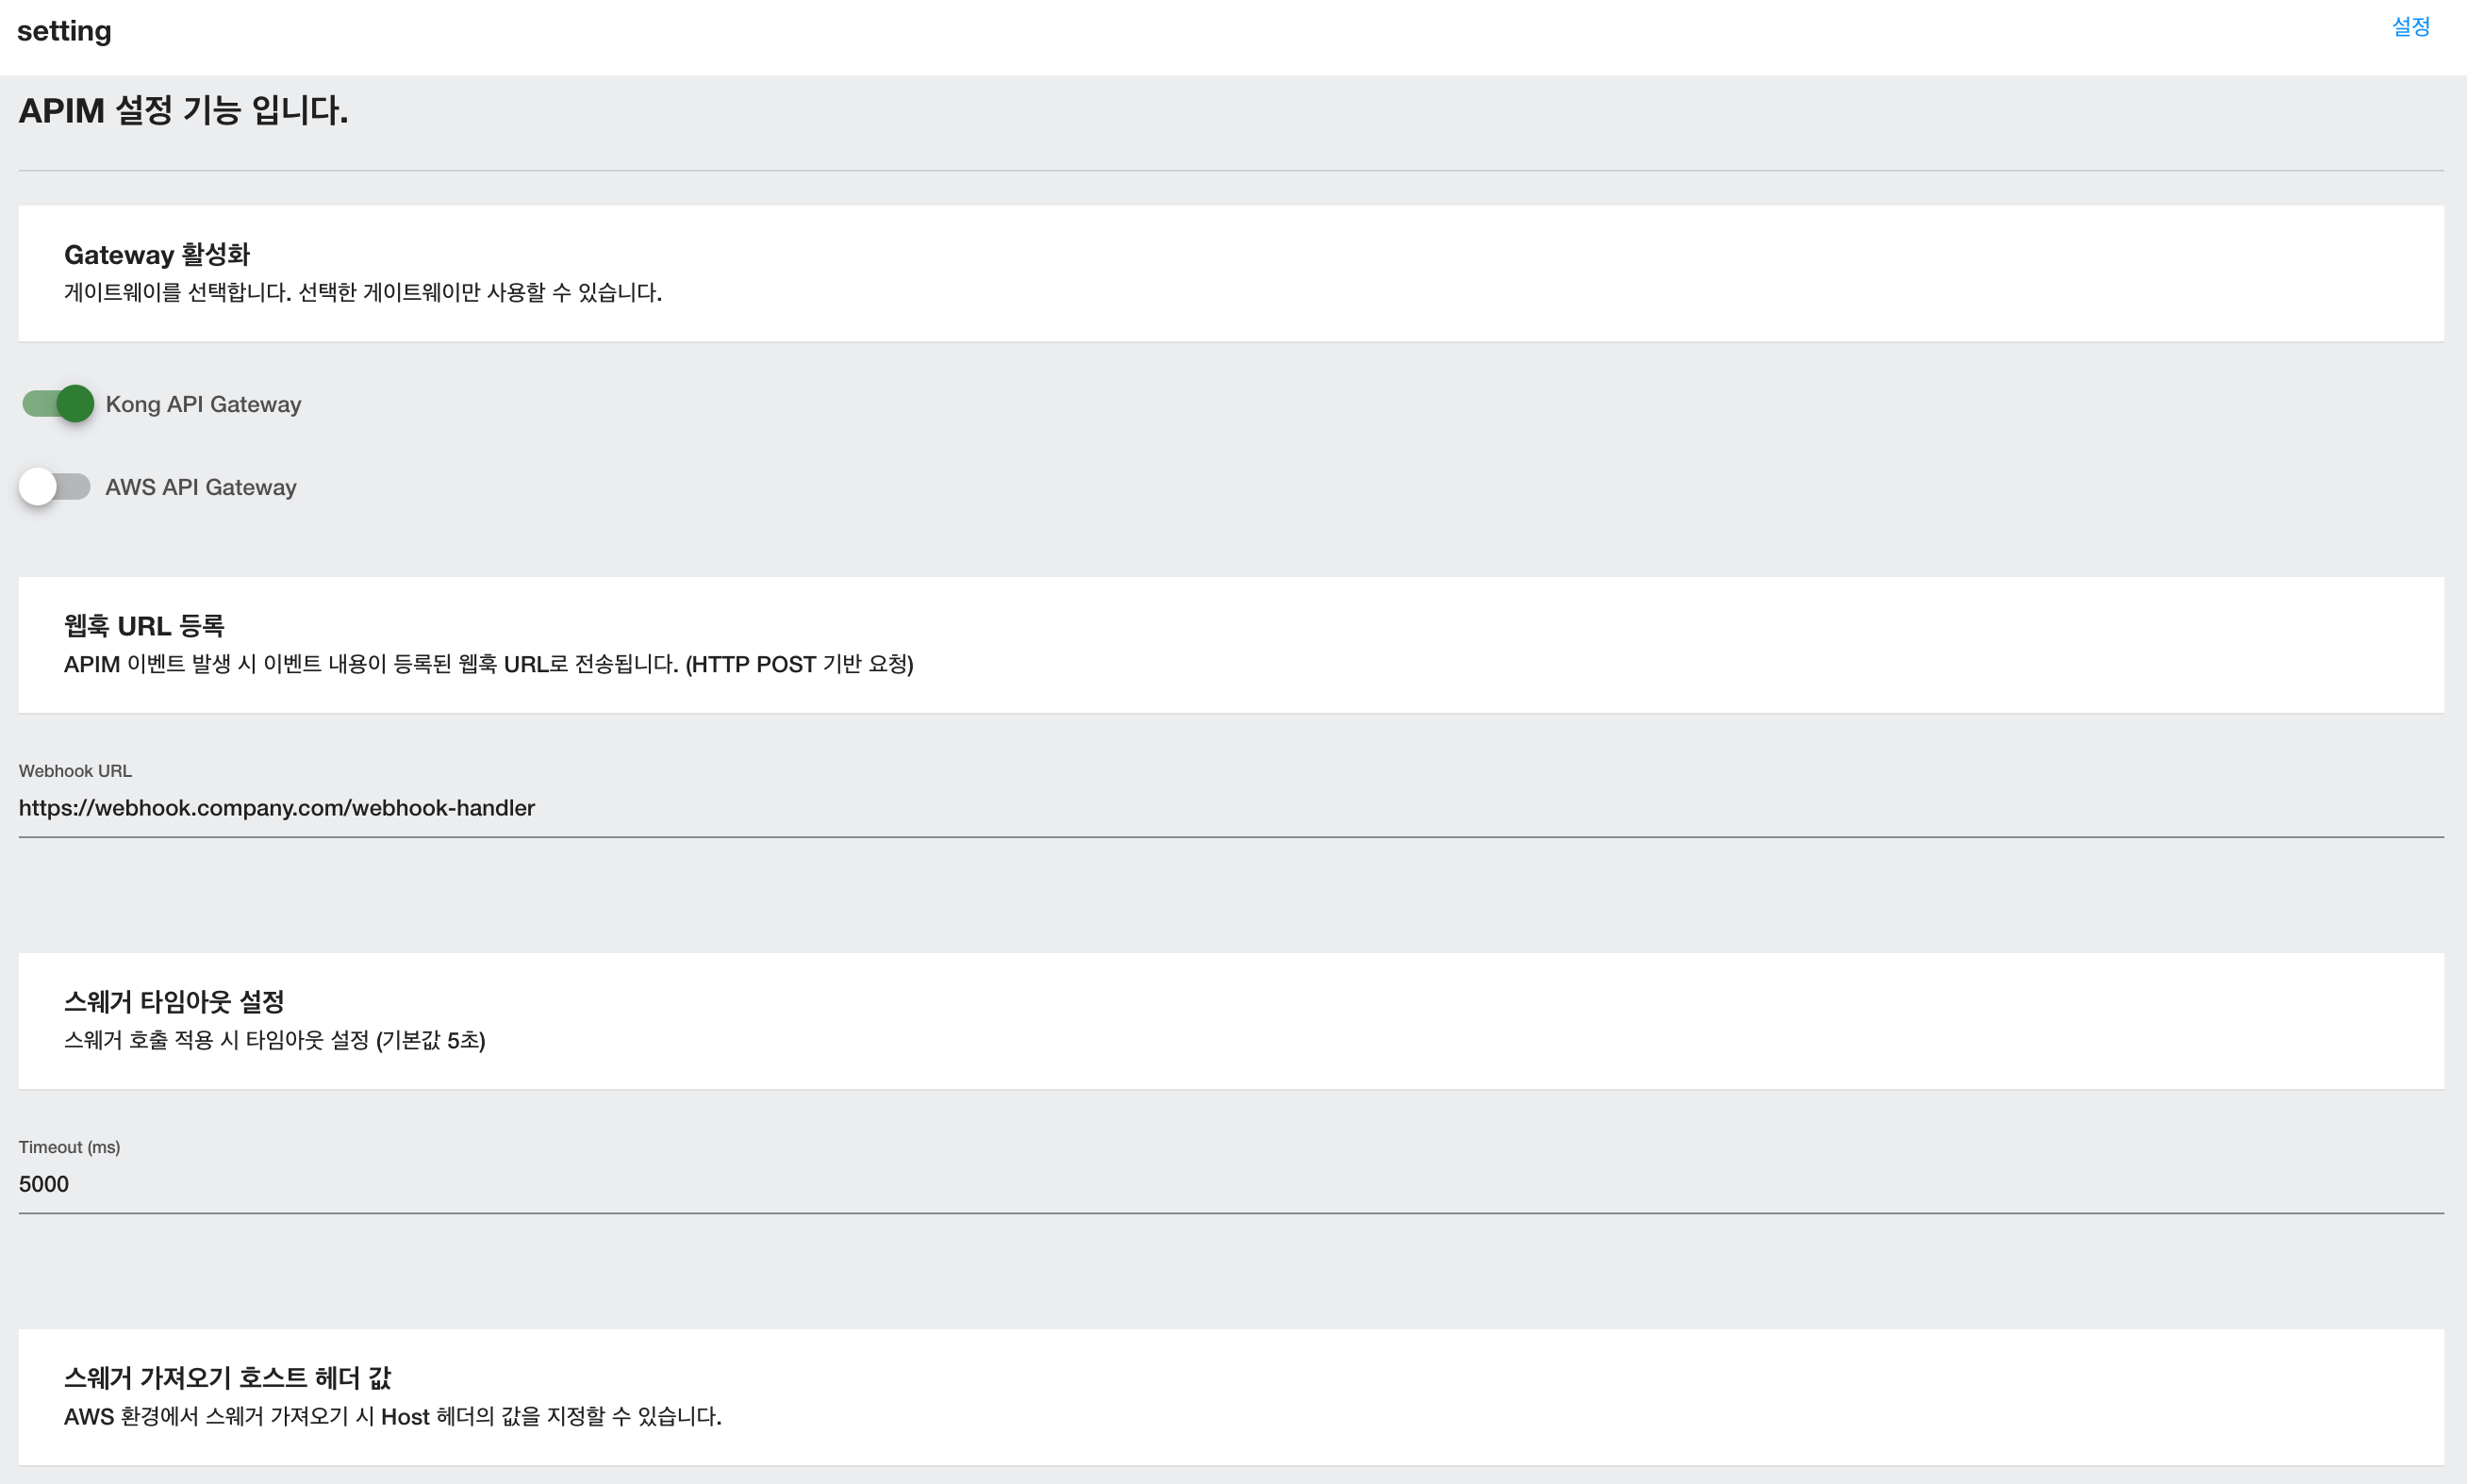 setting
설정
APIM 설정 기능 입니다.
Gateway 활성화
게이트웨이를 선택합니다. 선택한 게이트웨이만 사용할 수 있습니다.
Kong API Gateway
AWS API Gateway
웹훅 URL 등록
APIM 이벤트 발생 시 이벤트 내용이 등록된 웹훅 URL로 전송됩니다. (HTTP POST 기반 요청)
Webhook URL
https://webhook.company.com/webhook-handler
스웨거 타임아웃 설정
스웨거 호출 적용 시 타임아웃 설정 (기본값 5초)
Timeout (ms)
5000
스웨거 가져오기 호스트 헤더 값
AWS 환경에서 스웨거 가져오기 시 Host 헤더의 값을 지정할 수 있습니다.